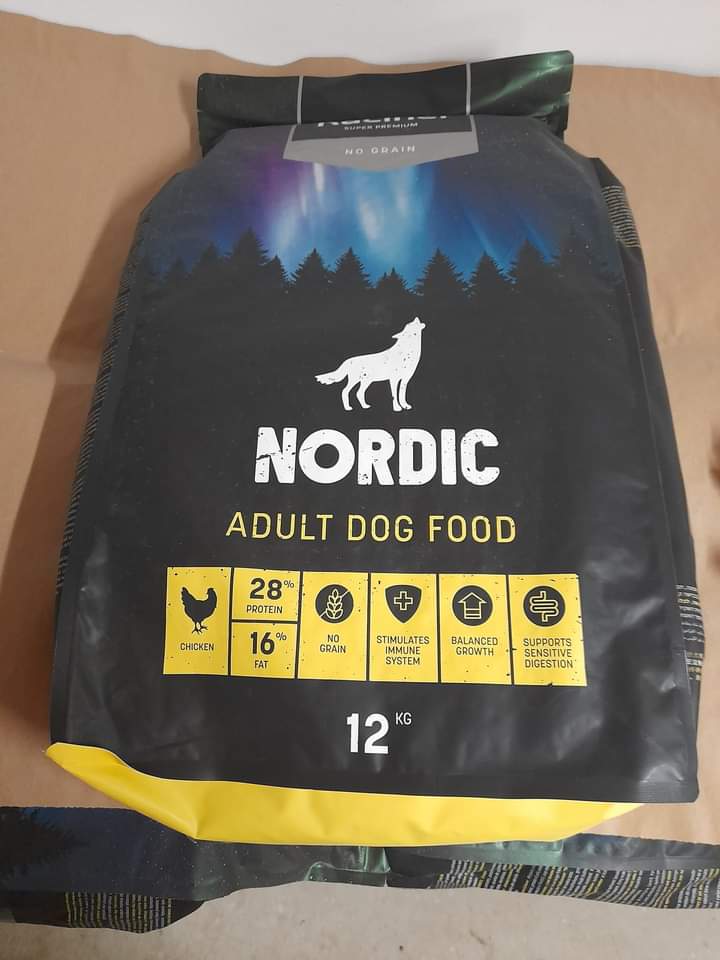 SUPER PREMIUM
NO GRAIN
NORDIC
ADULT DOG FOOD
CHICKEN
28%
PROTEIN
16%
FAT
NO
GRAIN
STIMULATES
IMMUNE
SYSTEM
BALANCED
GROWTH
SUPPORTS
SENSITIVE
DIGESTION
12 KG